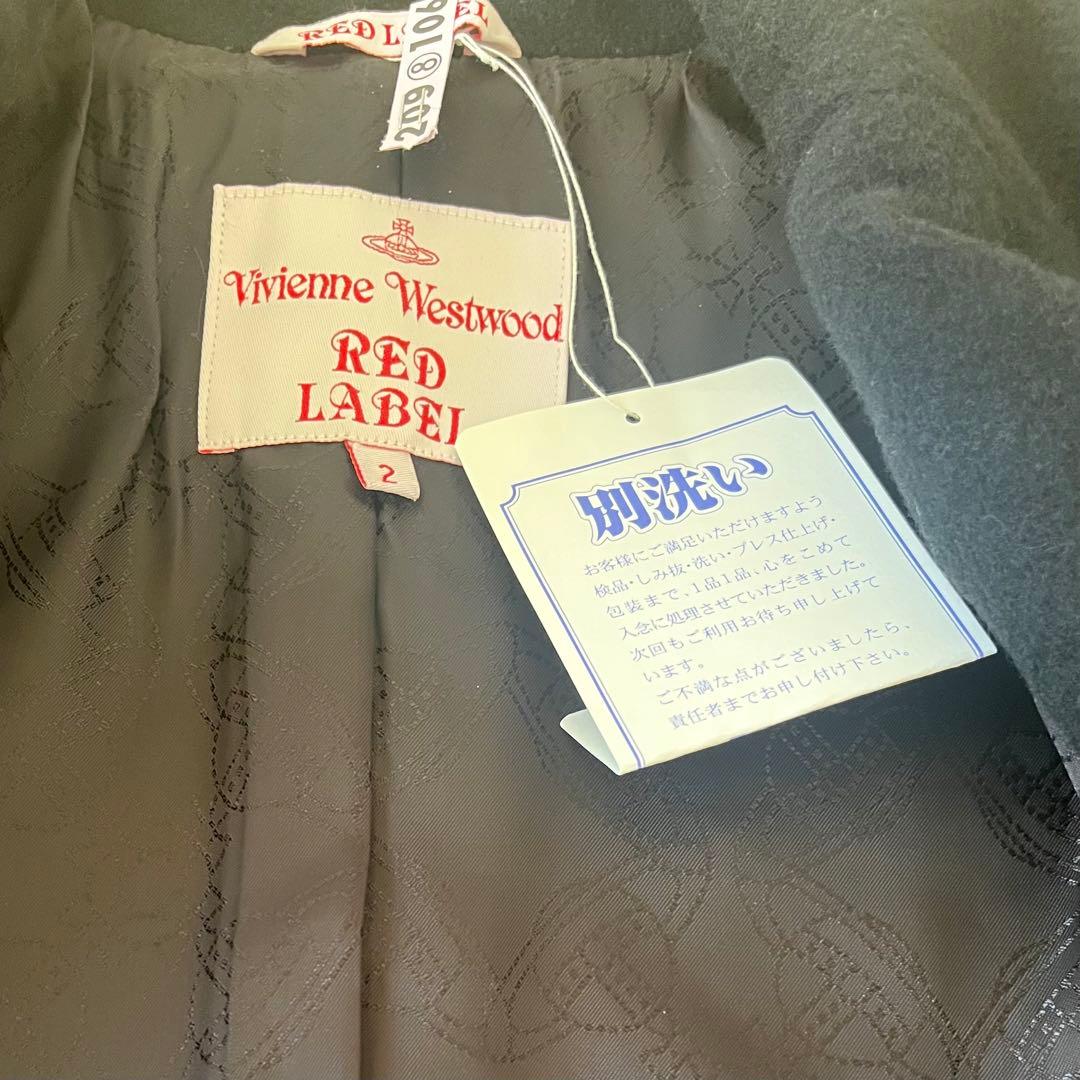 RED LABEL
Vivienne Westwood
RED
LABEL
2
別洗い
お客様にご満足いただけますよう
検品・しみ抜・洗い・プレス仕上げ・
包装まで、1品1品、心をこめて
入念に処理させていただきました。
次回もご利用お待ち申し上げて
います。
ご不満な点がございましたら、
責任者までお申し付け下さい。